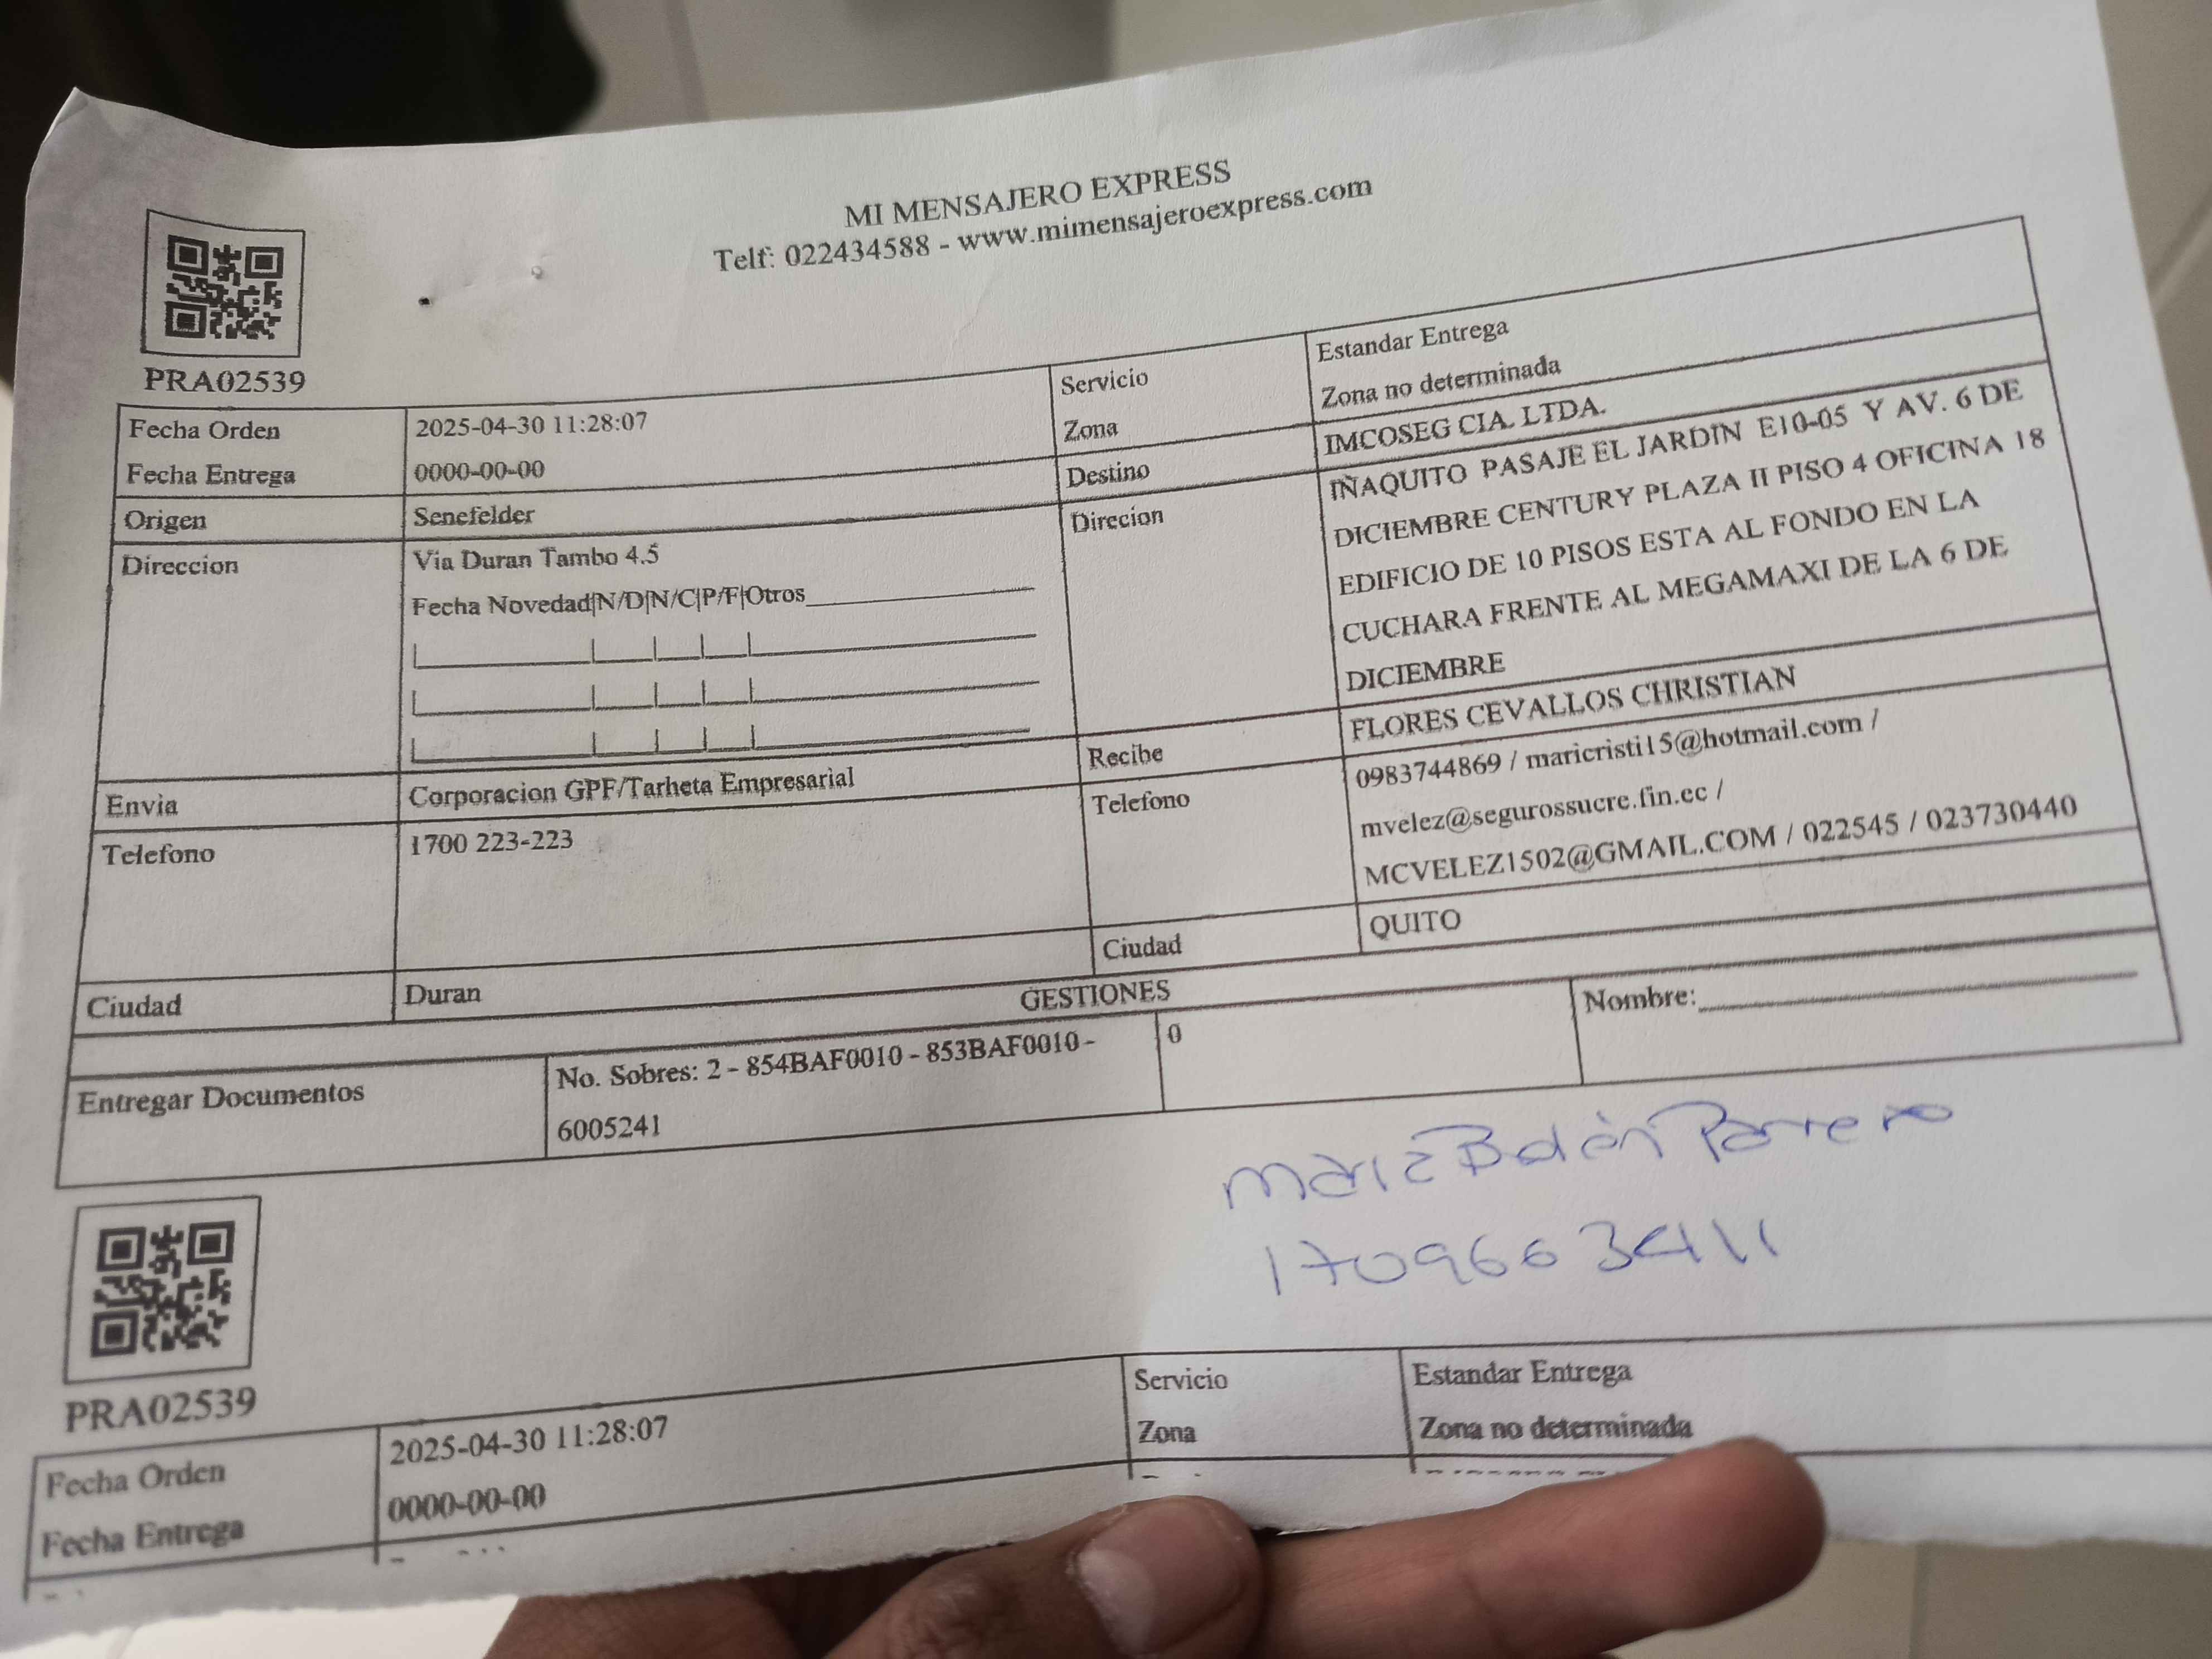 MI MENSAJERO EXPRESS
Telf: 022434588 - www.mimensajeroexpress.com
PRA02539
Fecha Orden 2025-04-30 11:28:07
Fecha Entrega 0000-00-00
Origen Senefelder
Direccion Via Duran Tambo 4.5
Fecha Novedad|N/D|N/C|P/F|Otros
Envia Corporacion GPF/Tarheta Empresarial
Telefono 1700 223-223
Ciudad Duran
Servicio Estandar Entrega
Zona Zona no determinada
Destino IMCOSEG CIA. LTDA.
Direcion IÑAQUITO PASAJE EL JARDIN E10-05 Y AV. 6 DE
DICIEMBRE CENTURY PLAZA II PISO 4 OFICINA 18
EDIFICIO DE 10 PISOS ESTA AL FONDO EN LA
CUCHARA FRENTE AL MEGAMAXI DE LA 6 DE
DICIEMBRE
Recibe FLORES CEVALLOS CHRISTIAN
Telefono 0983744869 / maricristi15@hotmail.com /
mvelez@segurossucre.fin.ec /
MCVELEZ1502@GMAIL.COM / 022545 / 023730440
Ciudad QUITO
GESTIONES
Entregar Documentos No. Sobres: 2 - 854BAF0010 - 853BAF0010 - 0 Nombre:
6005241
Maria Belén
PRA02539
Fecha Orden 2025-04-30 11:28:07
Fecha Entrega 0000-00-00
Servicio Estandar Entrega
Zona Zona no determinada